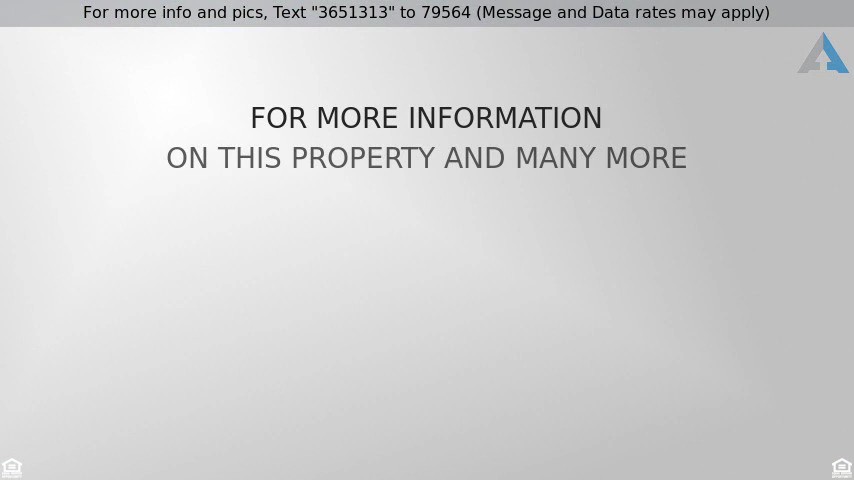 For more info and pics, Text "3651313" to 79564 (Message and Data rates may apply)
FOR MORE INFORMATION
ON THIS PROPERTY AND MANY MORE